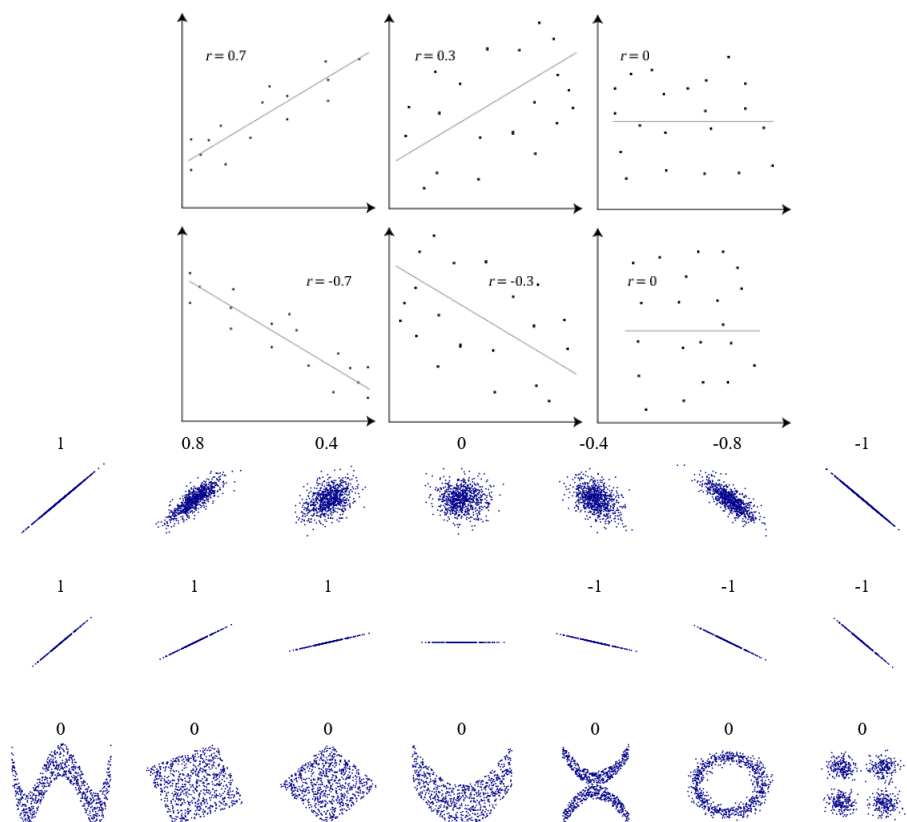 r = 0.7 r = 0.3 r = 0
r = -0.7 r = -0.3 r = 0
1 0.8 0.4 0 -0.4 -0.8 -1
1 1 1 -1 -1 -1
0 0 0 0 0 0 0